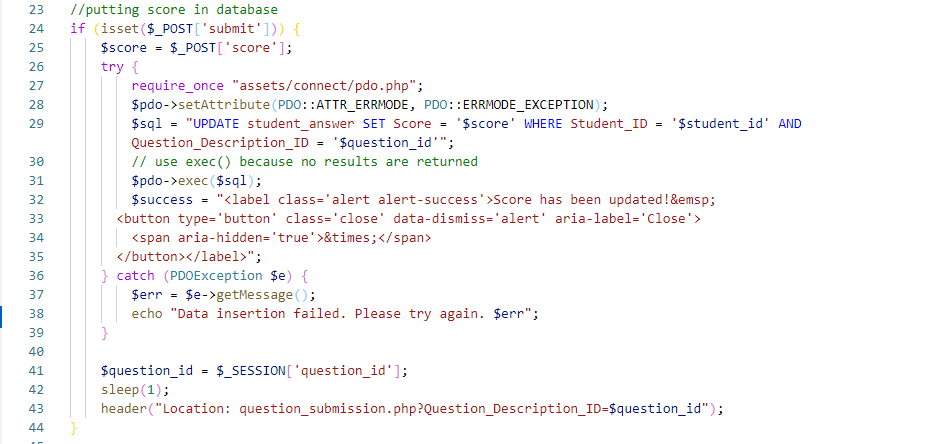 23 //putting score in database
24 if (isset($_POST['submit'])) {
25 $score = $_POST['score'];
26 try {
27 require_once "assets/connect/pdo.php";
28 $pdo->setAttribute(PDO::ATTR_ERRMODE, PDO::ERRMODE_EXCEPTION);
29 $sql = "UPDATE student_answer SET Score = '$score' WHERE Student_ID = '$student_id' AND
Question_Description_ID = '$question_id'";
30 // use exec() because no results are returned
31 $pdo->exec($sql);
32 $success = "<label class='alert alert-success'>Score has been updated!&emsp;
33 <button type='button' class='close' data-dismiss='alert' aria-label='Close'>
34 <span aria-hidden='true'>&times;</span>
35 </button></label>";
36 } catch (PDOException $e) {
37 $err = $e->getMessage();
38 echo "Data insertion failed. Please try again. $err";
39 }
40
41 $question_id = $_SESSION['question_id'];
42 sleep(1);
43 header("Location: question_submission.php?Question_Description_ID=$question_id");
44 }